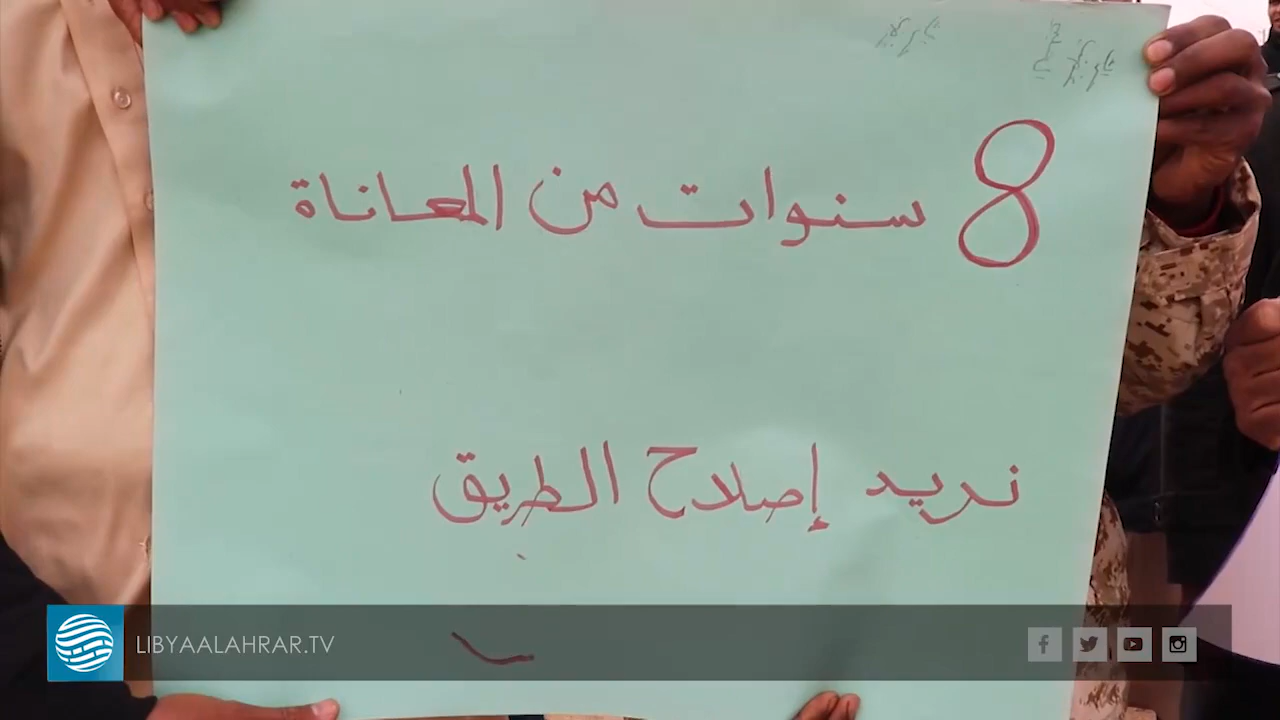 8 سنوات من المعاناة
نريد إصلاح الطريق
LIBYAALAHRAR.TV